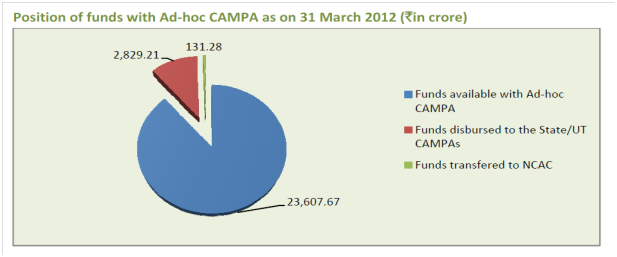 Position of funds with Ad-hoc CAMPA as on 31 March 2012 (₹in crore)
131.28
2,829.21
23,607.67
Funds available with Ad-hoc
CAMPA
Funds disbursed to the State/UT
CAMPAs
Funds transfered to NCAC